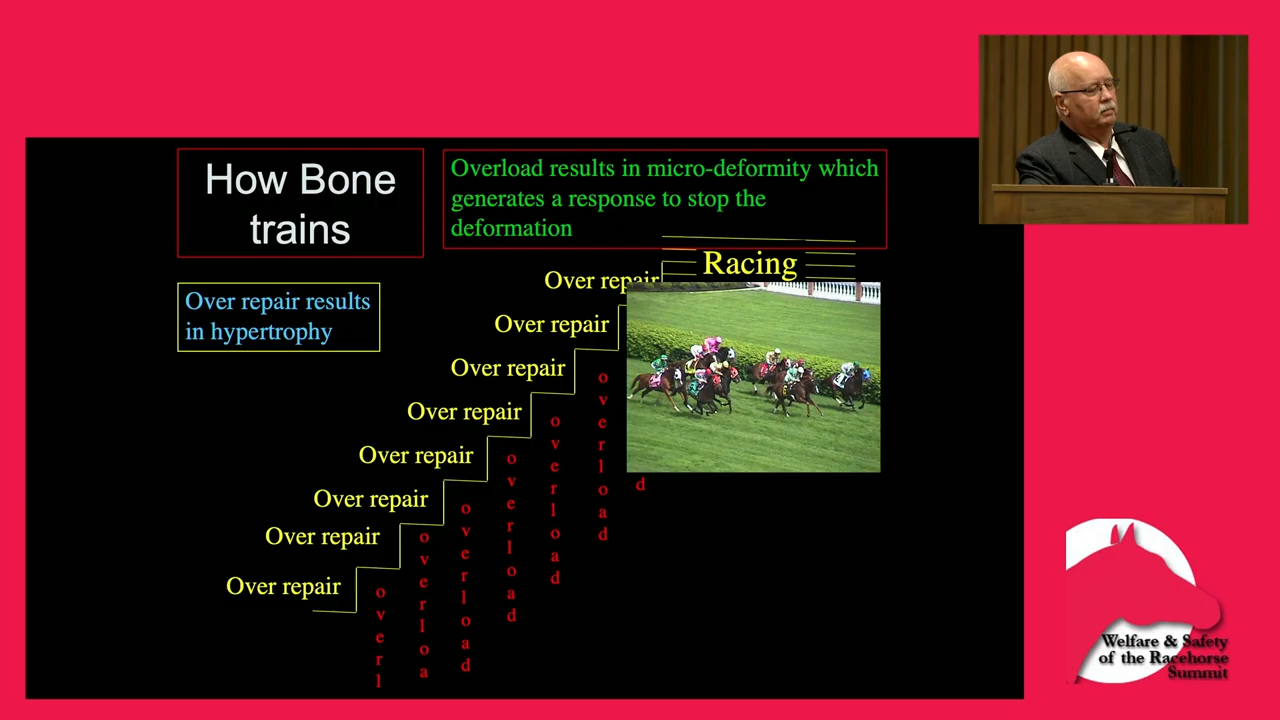 How Bone
trains
Overload results in micro-deformity which
generates a response to stop the
deformation
Over repair results
in hypertrophy
Racing
Over repair
Over repair
Over repair
Over repair
Over repair
Over repair
Over repair
Over repair
overl
overloa
overload
overload
overload
overload
d
Welfare & Safety
of the Racehorse
Summit